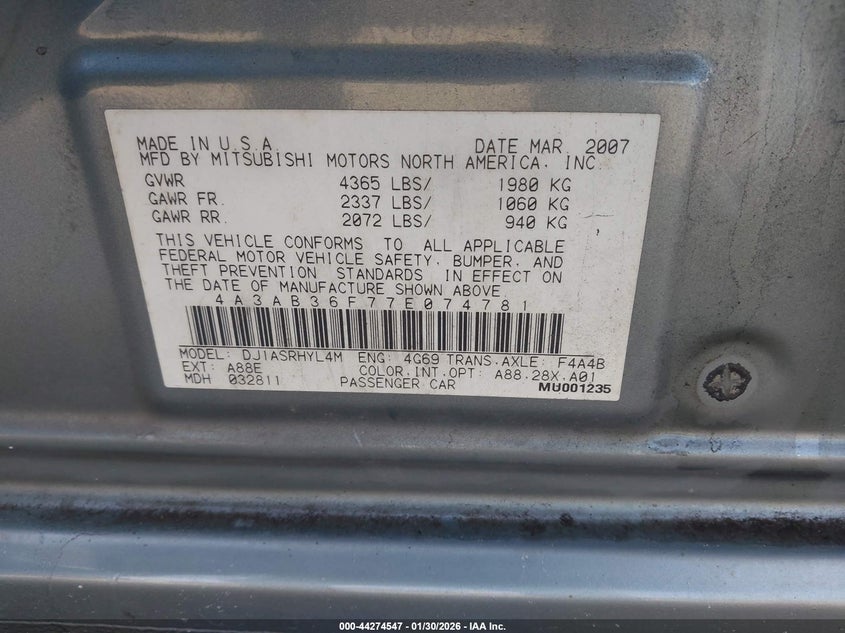 MADE IN U.S.A. DATE MAR. 2007
MFD BY MITSUBISHI MOTORS NORTH AMERICA, INC.
GVWR 4365 LBS/ 1980 KG
GAWR FR. 2337 LBS/ 1060 KG
GAWR RR. 2072 LBS/ 940 KG
THIS VEHICLE CONFORMS TO ALL APPLICABLE
FEDERAL MOTOR VEHICLE SAFETY, BUMPER, AND
THEFT PREVENTION STANDARDS IN EFFECT ON
THE DATE OF MANUFACTURE SHOWN ABOVE.
4A3AB36F77E074781
MODEL: DJ1ASRHYL4M ENG: 4G69 TRANS.AXLE: F4A4B
EXT: A88E COLOR.INT.OPT: A88.28X.A01
MDH 032811 PASSENGER CAR MU001235
000-44274547 — 01/30/2026 — IAA Inc.